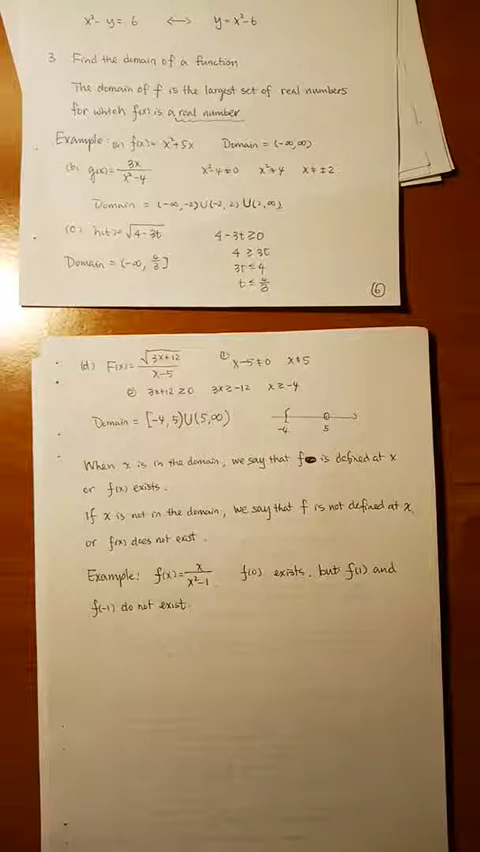 x²- y = 6 ⟷ y = x²-6
3 Find the domain of a function
The domain of f is the largest set of real numbers
for which f(x) is a real number
Example: (a) f(x) = x²+5x Domain = (-∞,∞)
(b) g(x) = 3x/(x²-4) x²-4≠0 x²≠4 x≠±2
Domain = (-∞,-2)∪(-2,2)∪(2,∞)
(c) h(t) = √(4-3t) 4-3t≥0
4≥3t
Domain = (-∞, 4/3] 3t≤4
t≤4/3
⑥
(d) F(x) = √(3x+12)/(x-5) ① x-5≠0 x≠5
② 3x+12≥0 3x≥-12 x≥-4
Domain = [-4,5)∪(5,∞)
-4 5
When x is in the domain, we say that f is defined at x
or f(x) exists.
If x is not in the domain, we say that f is not defined at x,
or f(x) does not exist.
Example: f(x) = x/(x²-1) f(0) exists, but f(1) and
f(-1) do not exist.